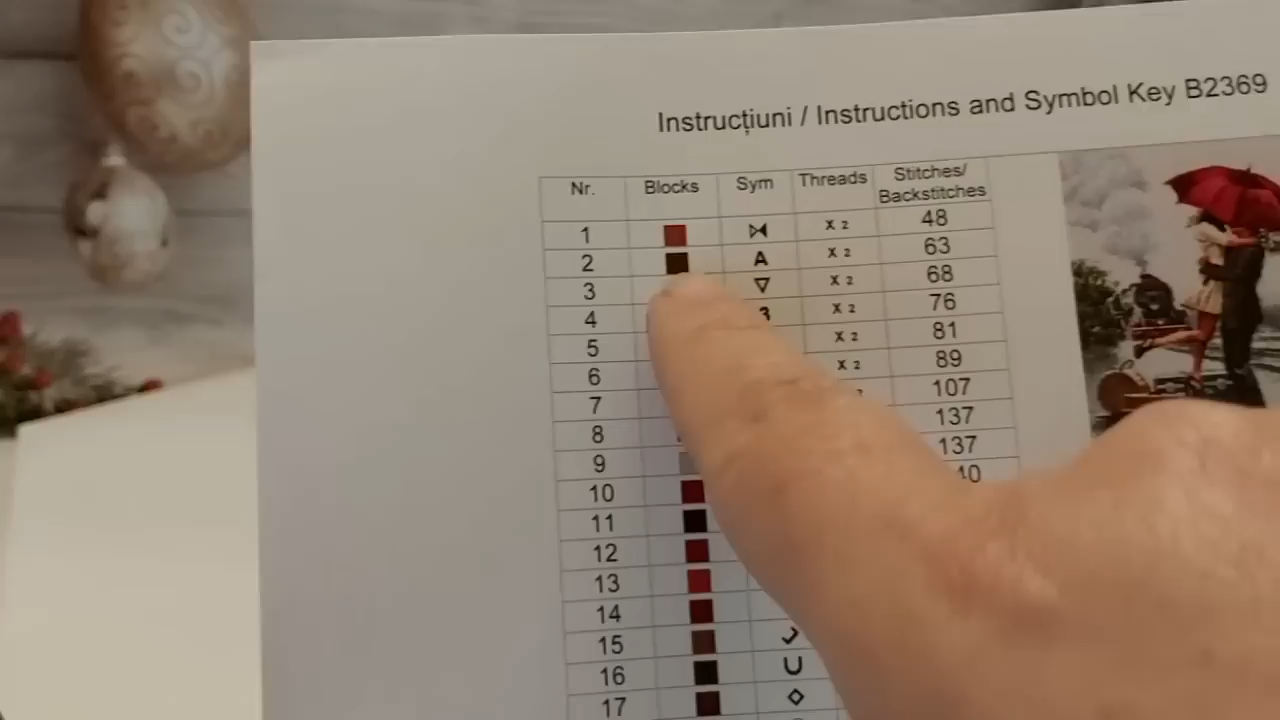 Instrucțiuni / Instructions and Symbol Key B2369
Nr. Blocks Sym Threads Stitches/
Backstitches
1 X 2 48
2 A X 2 63
3 X 2 68
4 3 X 2 76
5 X 2 81
6 X 2 89
7 107
8 137
9 137
10
11
12
13
14
15
16 U
17